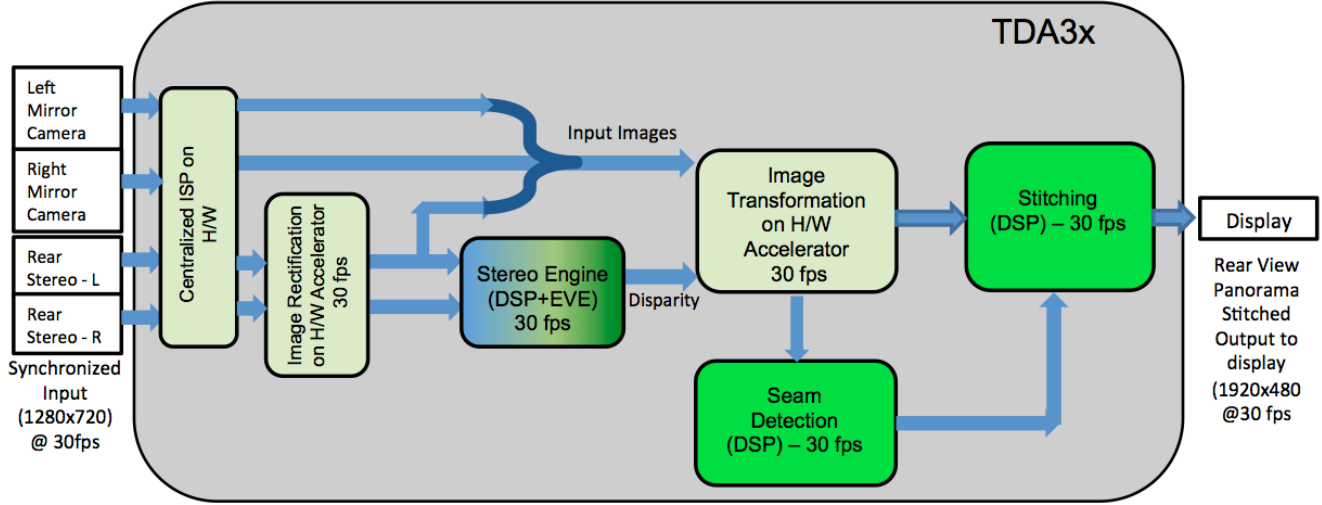 TDA3x
Left
Mirror
Camera
Right
Mirror
Camera
Rear
Stereo - L
Rear
Stereo - R
Synchronized
Input
(1280x720)
@ 30fps
Centralized ISP on
H/W
Image Rectification
on H/W Accelerator
30 fps
Input Images
Stereo Engine
(DSP+EVE)
30 fps
Disparity
Image
Transformation
on H/W
Accelerator
30 fps
Seam
Detection
(DSP) – 30 fps
Stitching
(DSP) – 30 fps
Display
Rear View
Panorama
Stitched
Output to
display
(1920x480
@30 fps